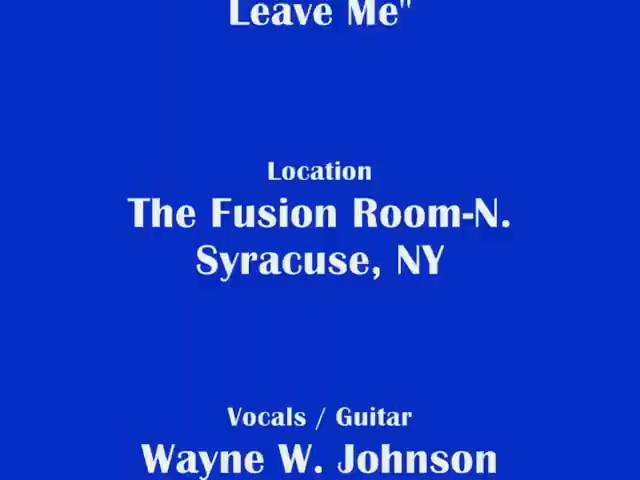 Leave Me"
Location
The Fusion Room-N.
Syracuse, NY
Vocals / Guitar
Wayne W. Johnson